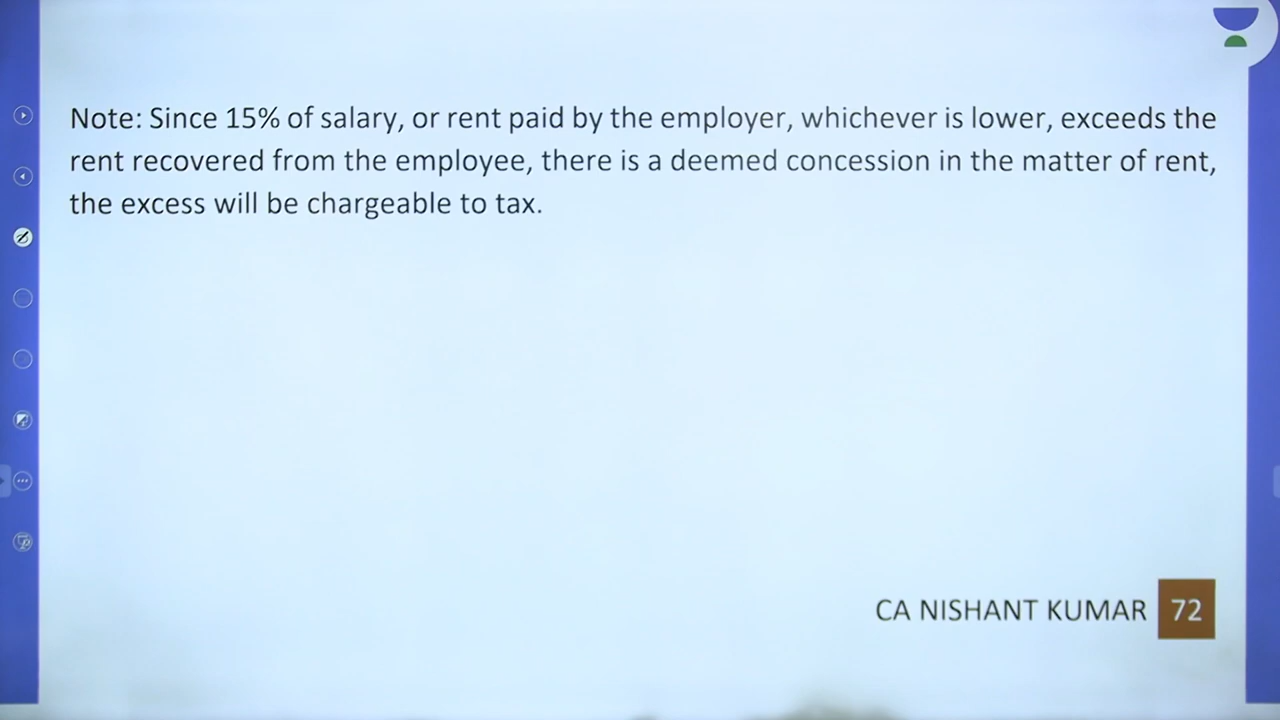 Note: Since 15% of salary, or rent paid by the employer, whichever is lower, exceeds the
rent recovered from the employee, there is a deemed concession in the matter of rent,
the excess will be chargeable to tax.
CA NISHANT KUMAR 72